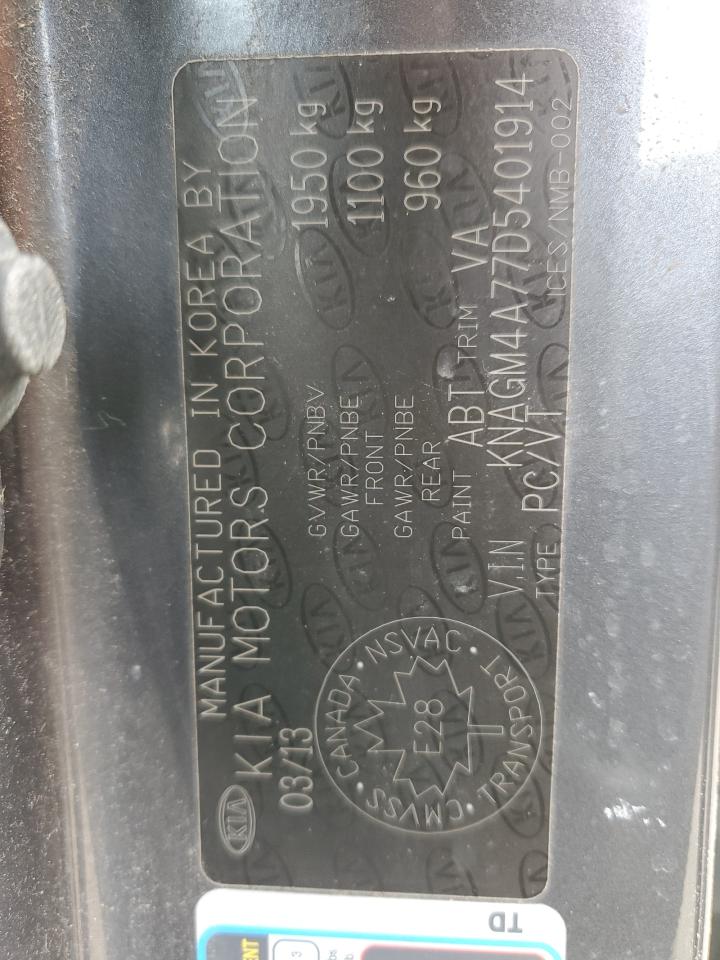 MANUFACTURED IN KOREA BY
KIA KIA MOTORS CORPORATION
03/13
GVWR/PNBV 1950 kg
GAWR/PNBE FRONT 1100 kg
GAWR/PNBE REAR 960 kg
PAINT ABT TRIM VA
V.I.N KNAGM4A77D5401914
TYPE PC/VT ICES/NMB-002
CANADA · NSVAC · TRANSPORT · CMVSS
E28
TD